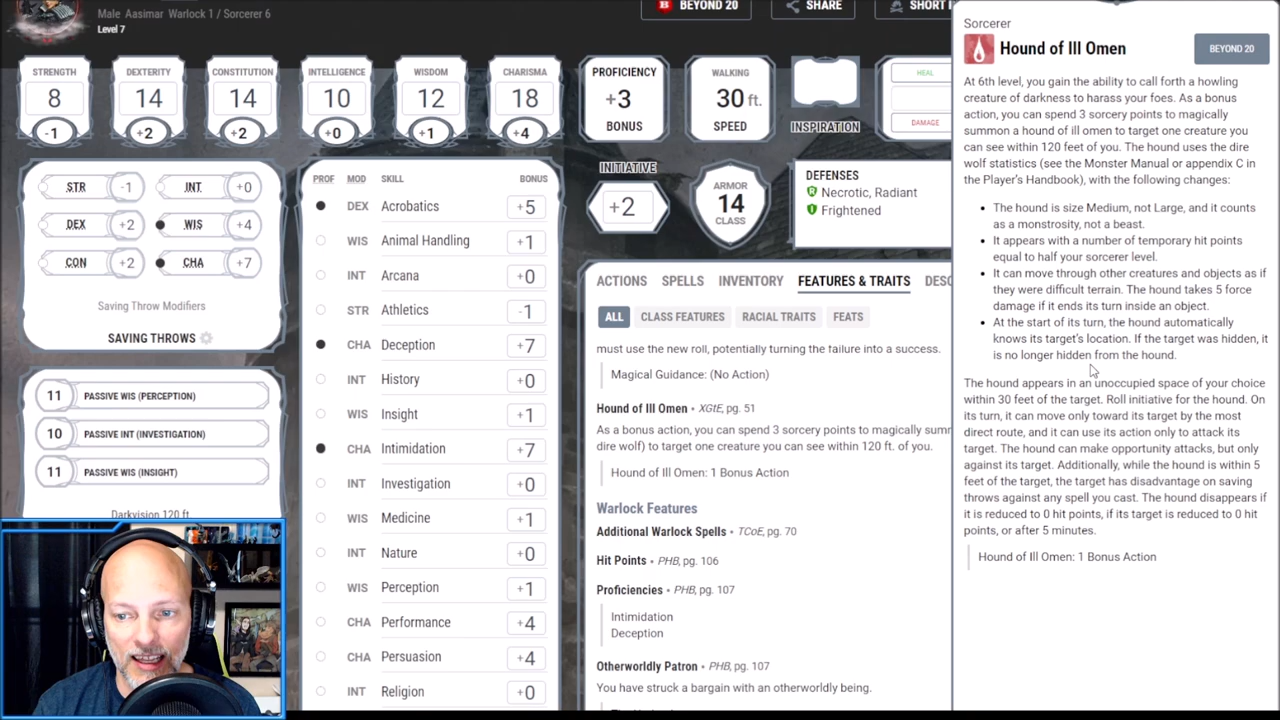 Male Aasimar Warlock 1 / Sorcerer 6
Level 7
BEYOND 20
SHARE
SHORT
STRENGTH
8
-1
DEXTERITY
14
+2
CONSTITUTION
14
+2
INTELLIGENCE
10
+0
WISDOM
12
+1
CHARISMA
18
+4
PROFICIENCY
+3
BONUS
WALKING
30 ft.
SPEED
INSPIRATION
HEAL
DAMAGE
STR -1
INT +0
DEX +2
WIS +4
CON +2
CHA +7
Saving Throw Modifiers
SAVING THROWS
11 PASSIVE WIS (PERCEPTION)
10 PASSIVE INT (INVESTIGATION)
11 PASSIVE WIS (INSIGHT)
Darkvision 120 ft.
PROF MOD SKILL BONUS
DEX Acrobatics +5
WIS Animal Handling +1
INT Arcana +0
STR Athletics -1
CHA Deception +7
INT History +0
WIS Insight +1
CHA Intimidation +7
INT Investigation +0
WIS Medicine +1
INT Nature +0
WIS Perception +1
CHA Performance +4
CHA Persuasion +4
INT Religion +0
INITIATIVE
+2
ARMOR
14
CLASS
DEFENSES
Necrotic, Radiant
Frightened
ACTIONS SPELLS INVENTORY FEATURES & TRAITS
ALL CLASS FEATURES RACIAL TRAITS FEATS
must use the new roll, potentially turning the failure into a success.
Magical Guidance: (No Action)
Hound of Ill Omen • XGtE, pg. 51
As a bonus action, you can spend 3 sorcery points to magically
dire wolf) to target one creature you can see within 120 ft. of you.
Hound of Ill Omen: 1 Bonus Action
Warlock Features
Additional Warlock Spells • TCoE, pg. 70
Hit Points • PHB, pg. 106
Proficiencies • PHB, pg. 107
Intimidation
Deception
Otherworldly Patron • PHB, pg. 107
You have struck a bargain with an otherworldly being.
Sorcerer
Hound of Ill Omen
BEYOND 20
At 6th level, you gain the ability to call forth a howling
creature of darkness to harass your foes. As a bonus
action, you can spend 3 sorcery points to magically
summon a hound of ill omen to target one creature you
can see within 120 feet of you. The hound uses the dire
wolf statistics (see the Monster Manual or appendix C in
the Player's Handbook), with the following changes:
• The hound is size Medium, not Large, and it counts
as a monstrosity, not a beast.
• It appears with a number of temporary hit points
equal to half your sorcerer level.
• It can move through other creatures and objects as if
they were difficult terrain. The hound takes 5 force
damage if it ends its turn inside an object.
• At the start of its turn, the hound automatically
knows its target's location. If the target was hidden, it
is no longer hidden from the hound.
The hound appears in an unoccupied space of your choice
within 30 feet of the target. Roll initiative for the hound. On
its turn, it can move only toward its target by the most
direct route, and it can use its action only to attack its
target. The hound can make opportunity attacks, but only
against its target. Additionally, while the hound is within 5
feet of the target, the target has disadvantage on saving
throws against any spell you cast. The hound disappears if
it is reduced to 0 hit points, if its target is reduced to 0 hit
points, or after 5 minutes.
Hound of Ill Omen: 1 Bonus Action